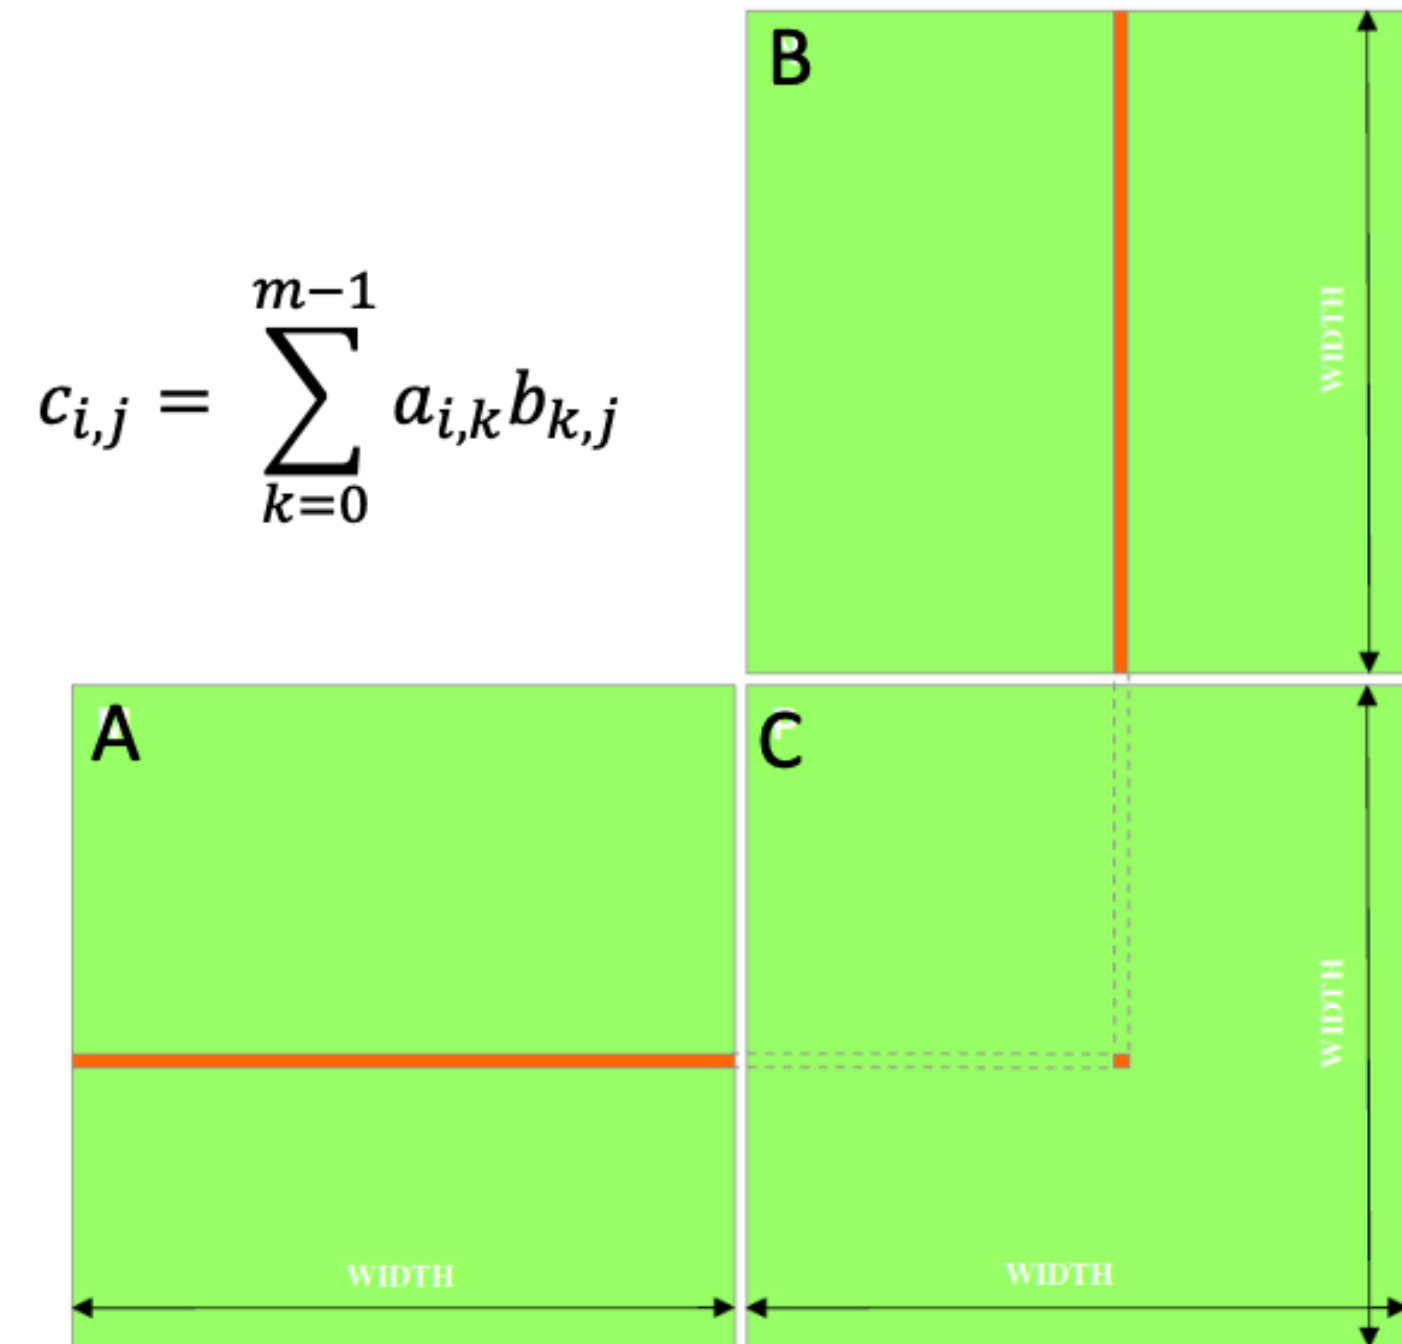 B
WIDTH
c_{i,j} = \sum_{k=0}^{m-1} a_{i,k} b_{k,j}
A
C
WIDTH
WIDTH
WIDTH